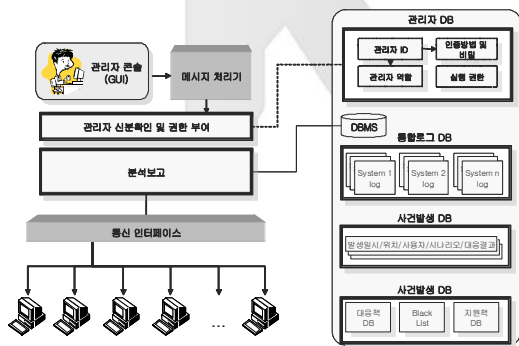 관리자 콘솔
(GUI)
메시지 처리기
관리자 신분확인 및 권한 부여
분석보고
통신 인터페이스
...
관리자 DB
관리자 ID
인증방법 및
비밀
관리자 역할
실행 권한
DBMS
통합로그 DB
System 1
log
System 2
log
System n
log
사건발생 DB
발생일시/위치/사용자/시나리오/대응결과
사건발생 DB
대응책
DB
Black
List
지원책
DB